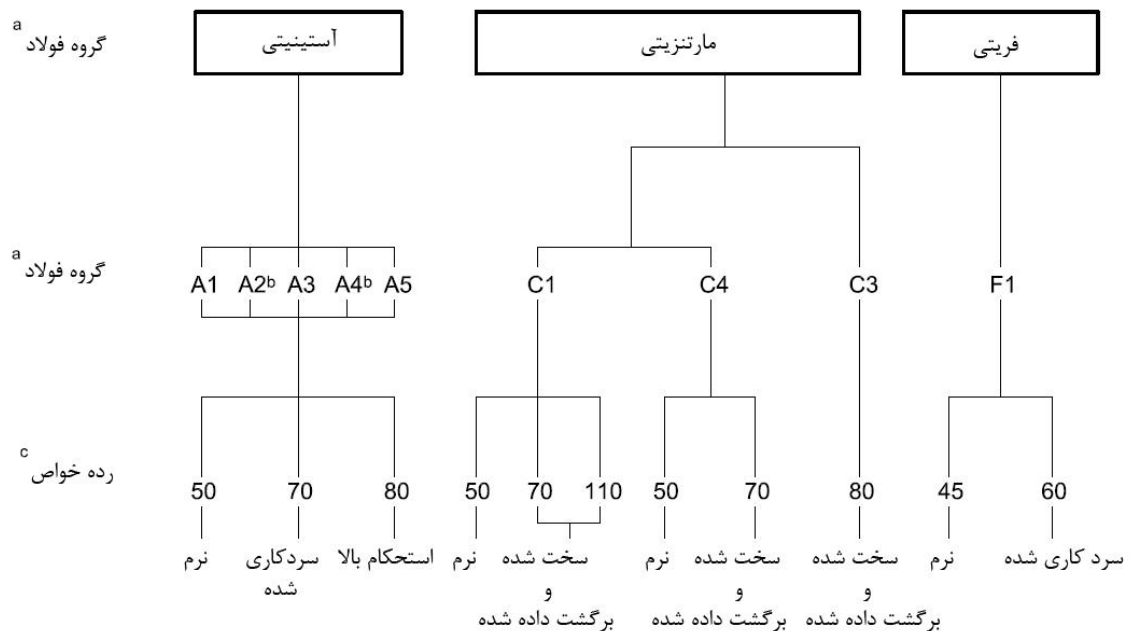 گروه فولاد a
آستینیتی
مارتنزیتی
فریتی
گروه فولاد a
A1 A2b A3 A4b A5 C1 C4 C3 F1
رده خواص c
50 70 80 50 70 110 50 70 80 45 60
نرم
سردکاری
شده
استحکام بالا
نرم
سخت شده
و
برگشت داده شده
نرم
سخت شده
و
برگشت داده شده
سخت شده
و
برگشت داده شده
نرم
سرد کاری شده